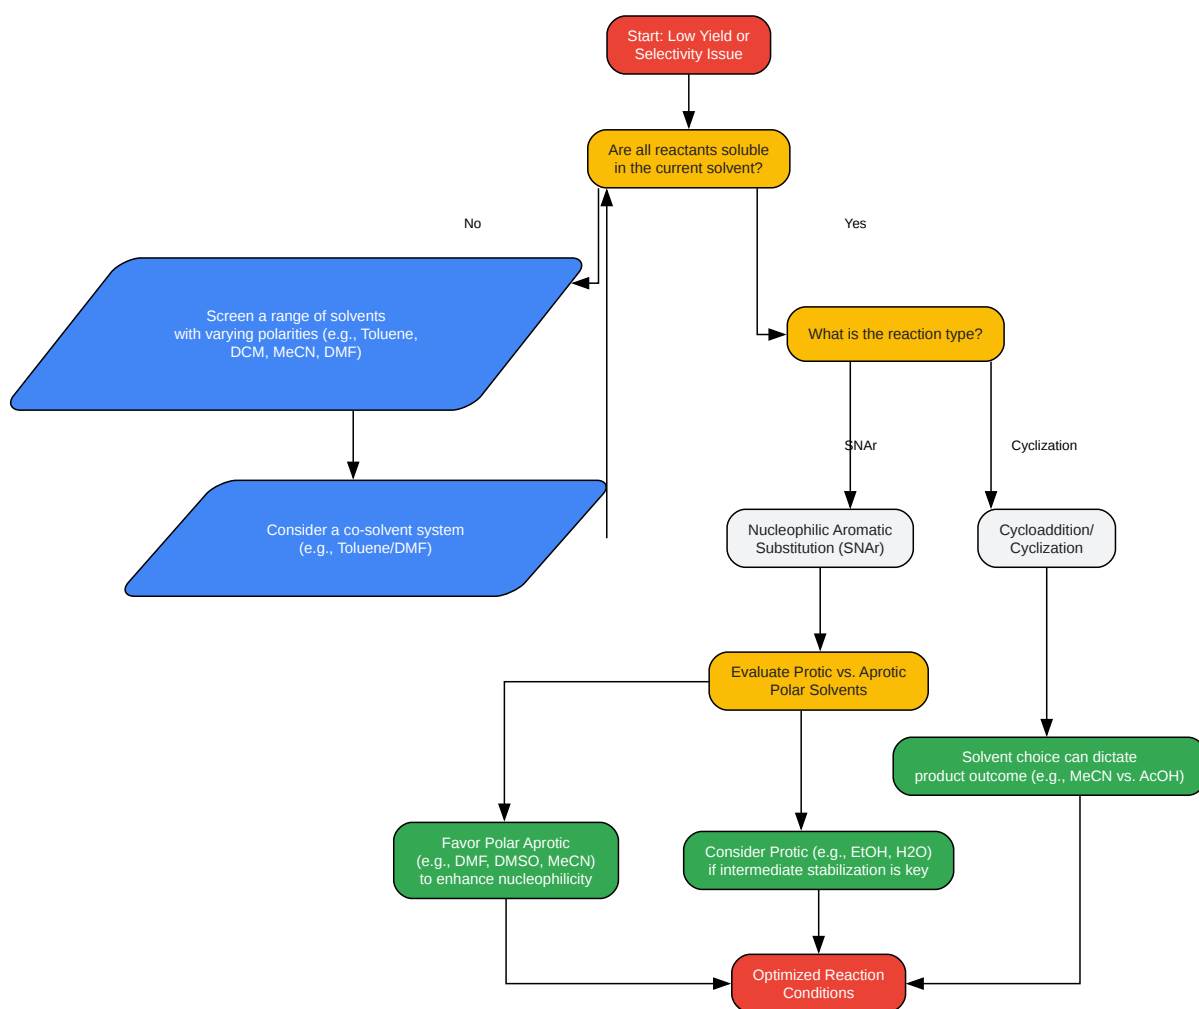 Start: Low Yield or
Selectivity Issue
Are all reactants soluble
in the current solvent?
No
Yes
Screen a range of solvents
with varying polarities (e.g., Toluene,
DCM, MeCN, DMF)
What is the reaction type?
SNAr
Cyclization
Consider a co-solvent system
(e.g., Toluene/DMF)
Nucleophilic Aromatic
Substitution (SNAr)
Cycloaddition/
Cyclization
Evaluate Protic vs. Aprotic
Polar Solvents
Solvent choice can dictate
product outcome (e.g., MeCN vs. AcOH)
Favor Polar Aprotic
(e.g., DMF, DMSO, MeCN)
to enhance nucleophilicity
Consider Protic (e.g., EtOH, H2O)
if intermediate stabilization is key
Optimized Reaction
Conditions